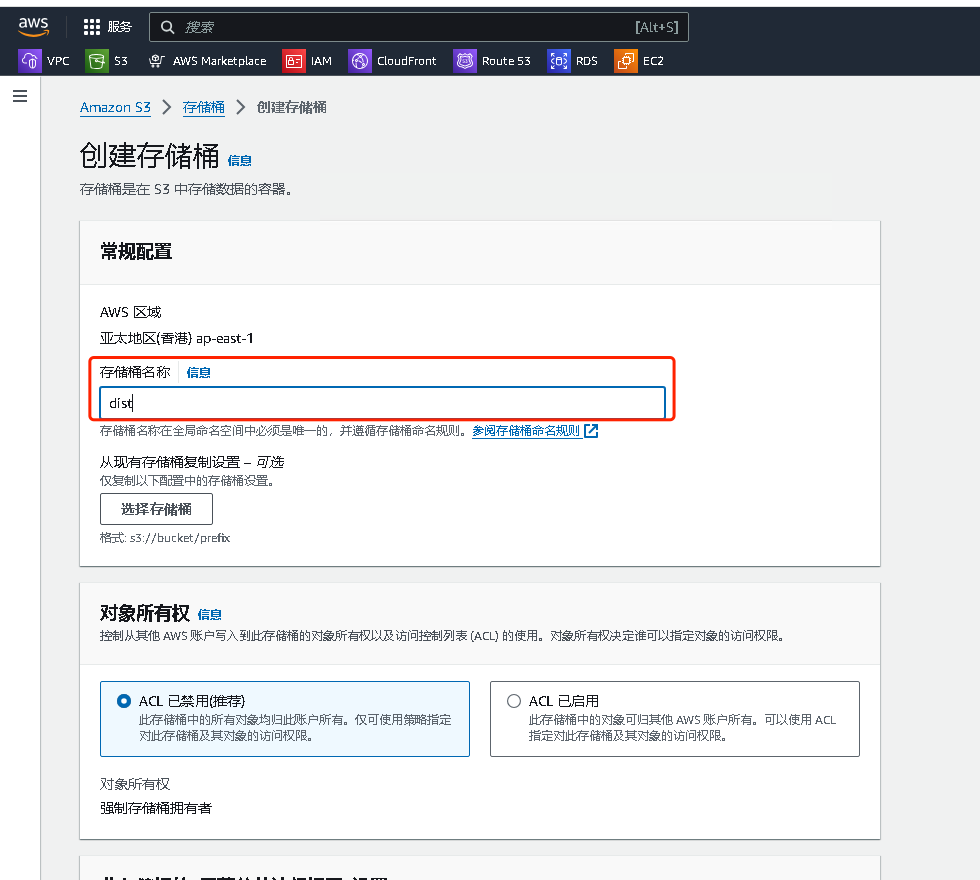 aws
服务
搜索 [Alt+S]
VPC S3 AWS Marketplace IAM CloudFront Route 53 RDS EC2
Amazon S3 存储桶 创建存储桶
创建存储桶 信息
存储桶是在 S3 中存储数据的容器。
常规配置
AWS 区域
亚太地区(香港) ap-east-1
存储桶名称 信息
dist
存储桶名称在全局命名空间中必须是唯一的，并遵循存储桶命名规则。参阅存储桶命名规则
从现有存储桶复制设置 – 可选
仅复制以下配置中的存储桶设置。
选择存储桶
格式: s3://bucket/prefix
对象所有权 信息
控制从其他 AWS 账户写入到此存储桶的对象所有权以及访问控制列表 (ACL) 的使用。对象所有权决定谁可以指定对象的访问权限。
ACL 已禁用(推荐)
此存储桶中的所有对象均归此账户所有。仅可使用策略指定
对此存储桶及其对象的访问权限。
ACL 已启用
此存储桶中的对象可归其他 AWS 账户所有。可以使用 ACL
指定对此存储桶及其对象的访问权限。
对象所有权
强制存储桶拥有者